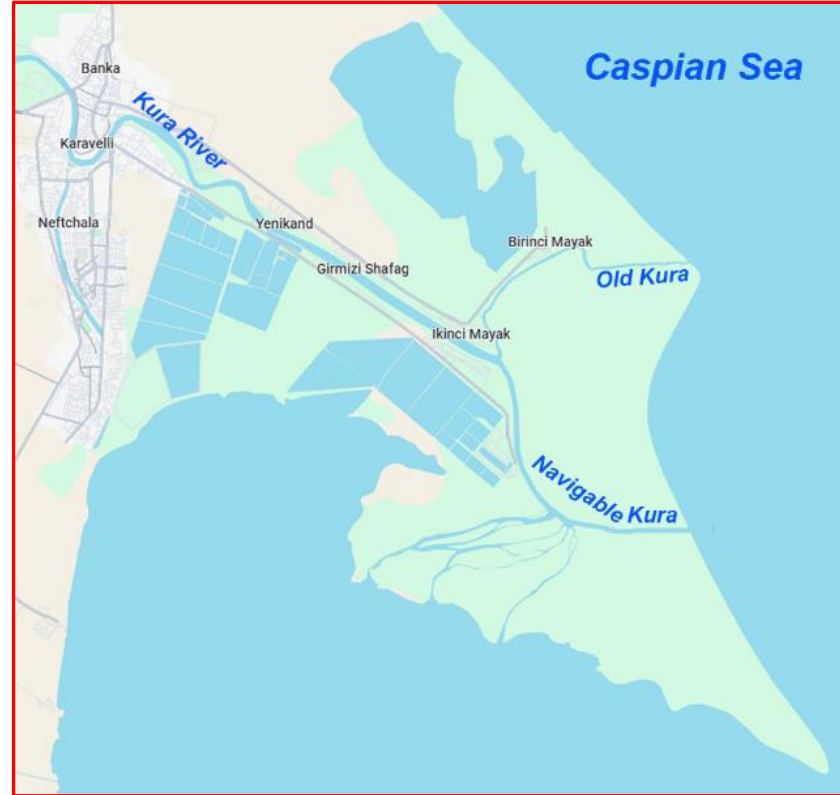 Caspian Sea
Banka
Kura River
Karavelli
Neftchala
Yenikand
Birinci Mayak
Girmizi Shafag
Old Kura
Ikinci Mayak
Navigable Kura